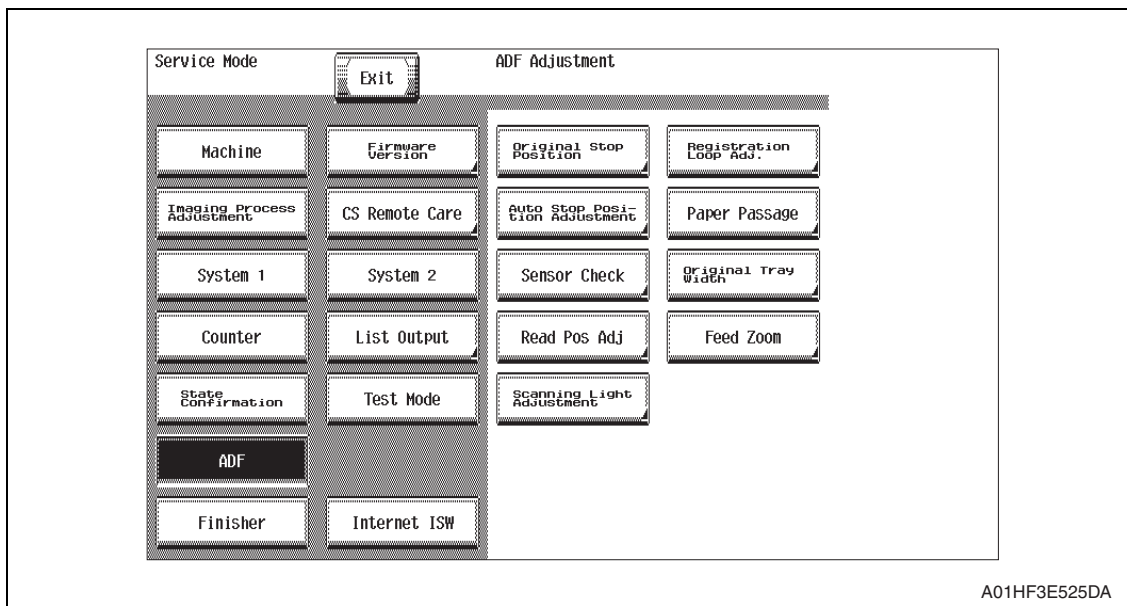 Service Mode
Exit
ADF Adjustment
Machine
Firmware
Version
Original Stop
Position
Registration
Loop Adj.
Imaging Process
Adjustment
CS Remote Care
Auto Stop Posi-
tion Adjustment
Paper Passage
System 1
System 2
Sensor Check
Original Tray
Width
Counter
List Output
Read Pos Adj
Feed Zoom
State
Confirmation
Test Mode
Scanning Light
Adjustment
ADF
Finisher
Internet ISW
A01HF3E525DA